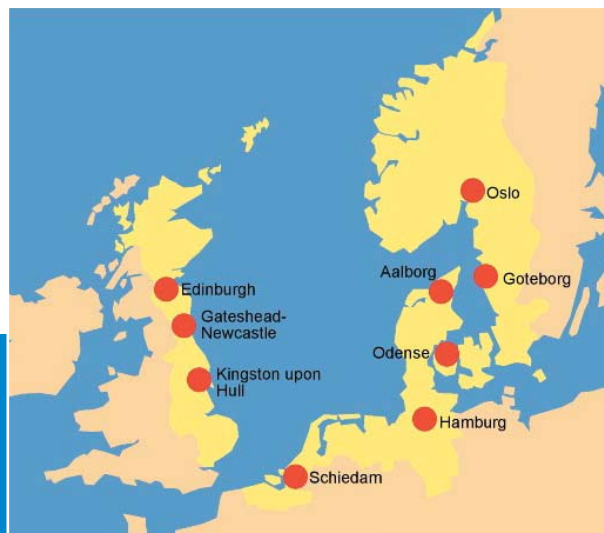 Oslo
Aalborg
Goteborg
Edinburgh
Gateshead-
Newcastle
Odense
Kingston upon
Hull
Hamburg
Schiedam